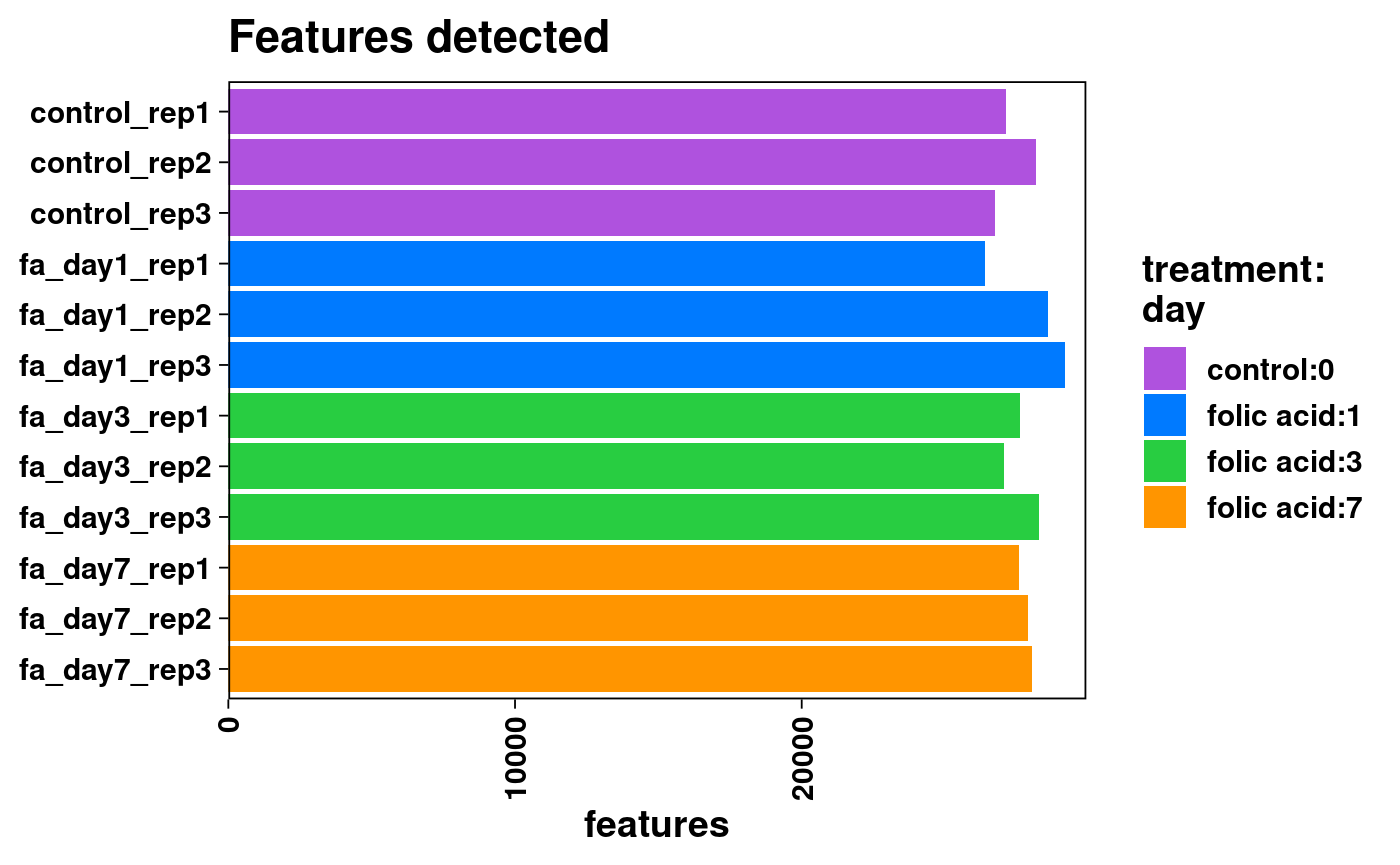 Features detected
control_rep1
control_rep2
control_rep3
fa_day1_rep1
fa_day1_rep2
fa_day1_rep3
fa_day3_rep1
fa_day3_rep2
fa_day3_rep3
fa_day7_rep1
fa_day7_rep2
fa_day7_rep3
0
10000
20000
features
treatment:
day
control:0
folic acid:1
folic acid:3
folic acid:7